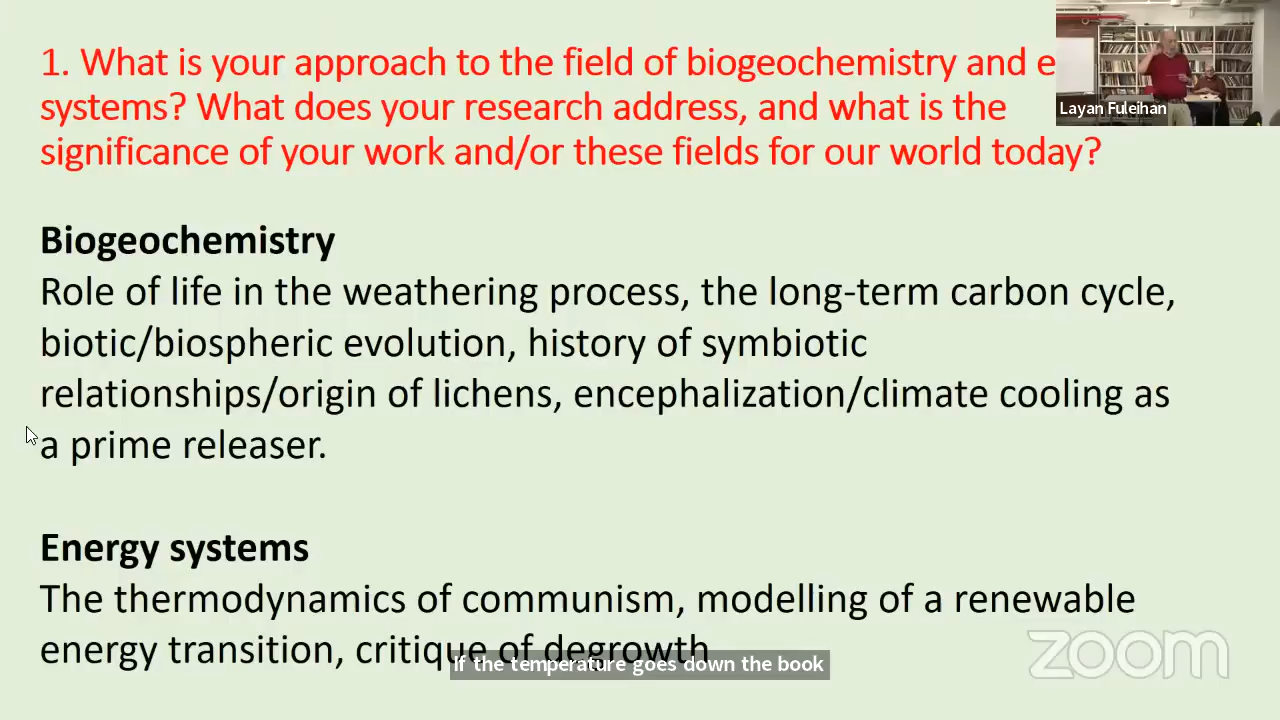 1. What is your approach to the field of biogeochemistry and e
systems? What does your research address, and what is the
significance of your work and/or these fields for our world today?
Layan Fuleihan
Biogeochemistry
Role of life in the weathering process, the long-term carbon cycle,
biotic/biospheric evolution, history of symbiotic
relationships/origin of lichens, encephalization/climate cooling as
a prime releaser.
Energy systems
The thermodynamics of communism, modelling of a renewable
energy transition, critique of degrowth
If the temperature goes down the book
zoom